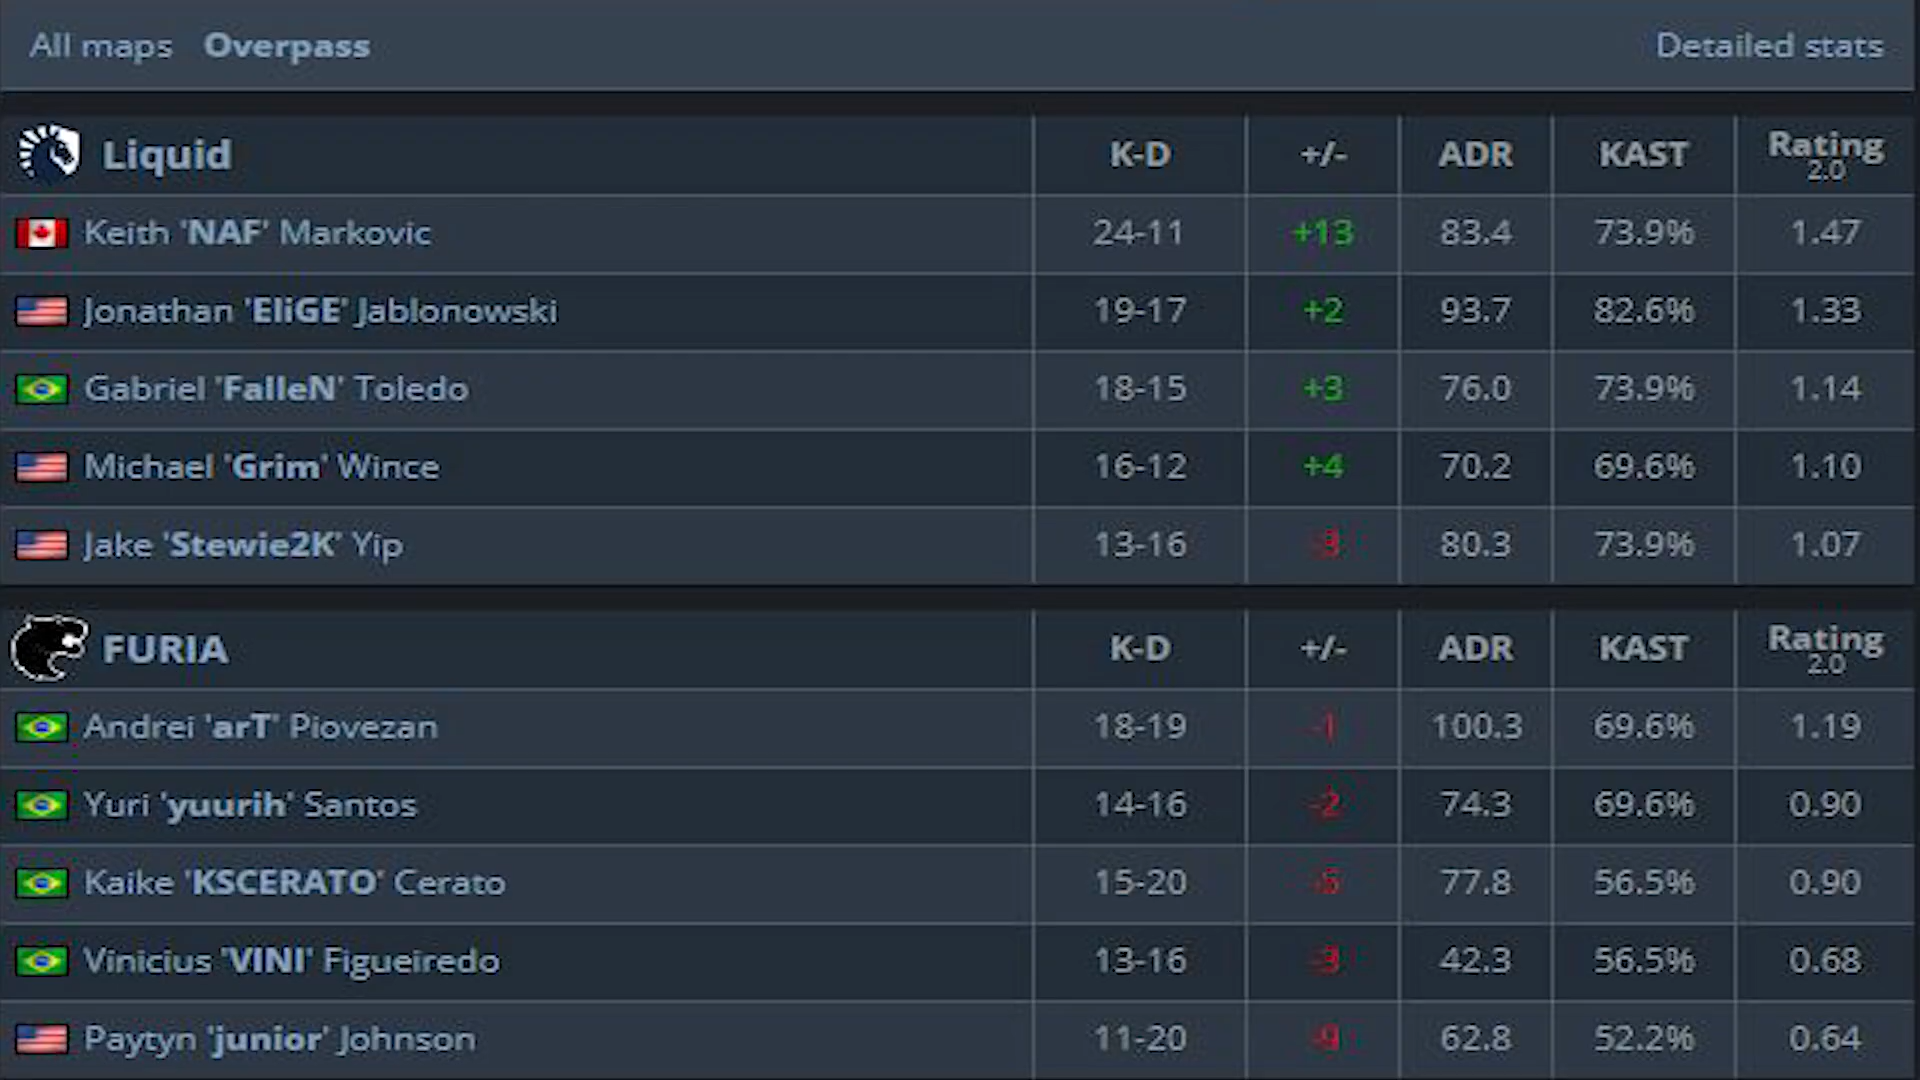 All maps Overpass Detailed stats
Liquid K-D +/- ADR KAST Rating 2.0
Keith 'NAF' Markovic 24-11 +13 83.4 73.9% 1.47
Jonathan 'EliGE' Jablonowski 19-17 +2 93.7 82.6% 1.33
Gabriel 'FalleN' Toledo 18-15 +3 76.0 73.9% 1.14
Michael 'Grim' Wince 16-12 +4 70.2 69.6% 1.10
Jake 'Stewie2K' Yip 13-16 -3 80.3 73.9% 1.07
FURIA K-D +/- ADR KAST Rating 2.0
Andrei 'arT' Piovezan 18-19 -1 100.3 69.6% 1.19
Yuri 'yuurih' Santos 14-16 -2 74.3 69.6% 0.90
Kaike 'KSCERATO' Cerato 15-20 -5 77.8 56.5% 0.90
Vinicius 'VINI' Figueiredo 13-16 -3 42.3 56.5% 0.68
Paytyn 'junior' Johnson 11-20 -9 62.8 52.2% 0.64